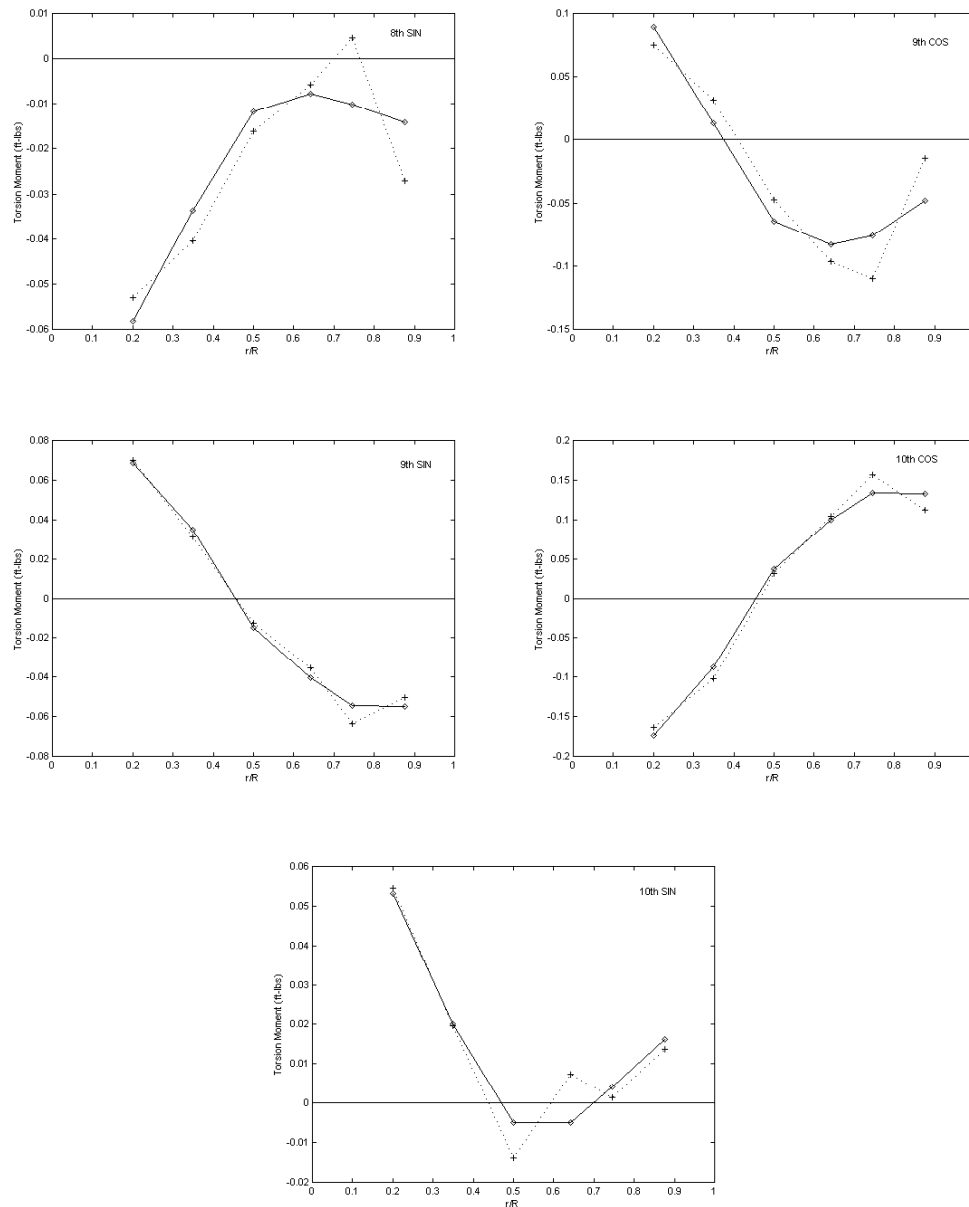 0.01
0
-0.01
-0.02
-0.03
-0.04
-0.05
-0.06
Torsion Moment (ft-lbs)
8th SIN
0 0.1 0.2 0.3 0.4 0.5 0.6 0.7 0.8 0.9 1
r/R
0.1
0.05
0
-0.05
-0.1
-0.15
Torsion Moment (ft-lbs)
9th COS
0 0.1 0.2 0.3 0.4 0.5 0.6 0.7 0.8 0.9
r/R
0.08
0.06
0.04
0.02
0
-0.02
-0.04
-0.06
-0.08
Torsion Moment (ft-lbs)
9th SIN
0 0.1 0.2 0.3 0.4 0.5 0.6 0.7 0.8 0.9 1
r/R
0.2
0.15
0.1
0.05
0
-0.05
-0.1
-0.15
-0.2
Torsion Moment (ft-lbs)
10th COS
0 0.1 0.2 0.3 0.4 0.5 0.6 0.7 0.8 0.9
r/R
0.06
0.05
0.04
0.03
0.02
0.01
0
-0.01
-0.02
Torsion Moment (ft-lbs)
10th SIN
0 0.1 0.2 0.3 0.4 0.5 0.6 0.7 0.8 0.9 1
r/R